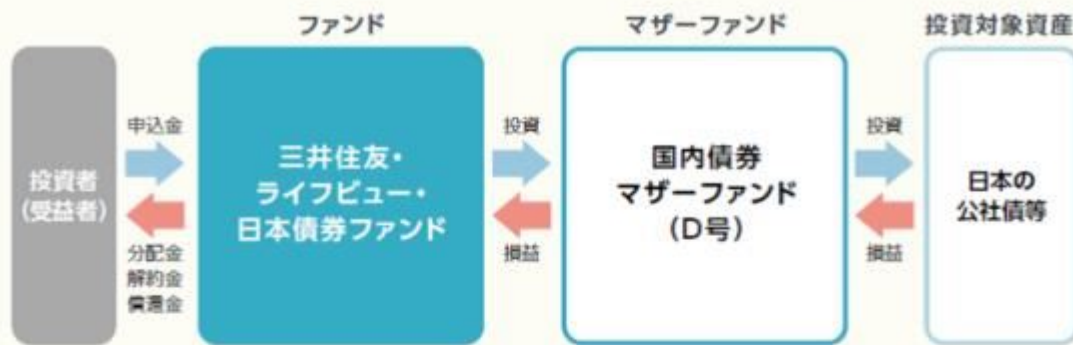 ファンド
マザーファンド
投資対象資産
投資者
(受益者)
申込金
分配金
解約金
償還金
三井住友・
ライフビュー・
日本債券ファンド
投資
損益
国内債券
マザーファンド
(D号)
投資
損益
日本の
公社債等